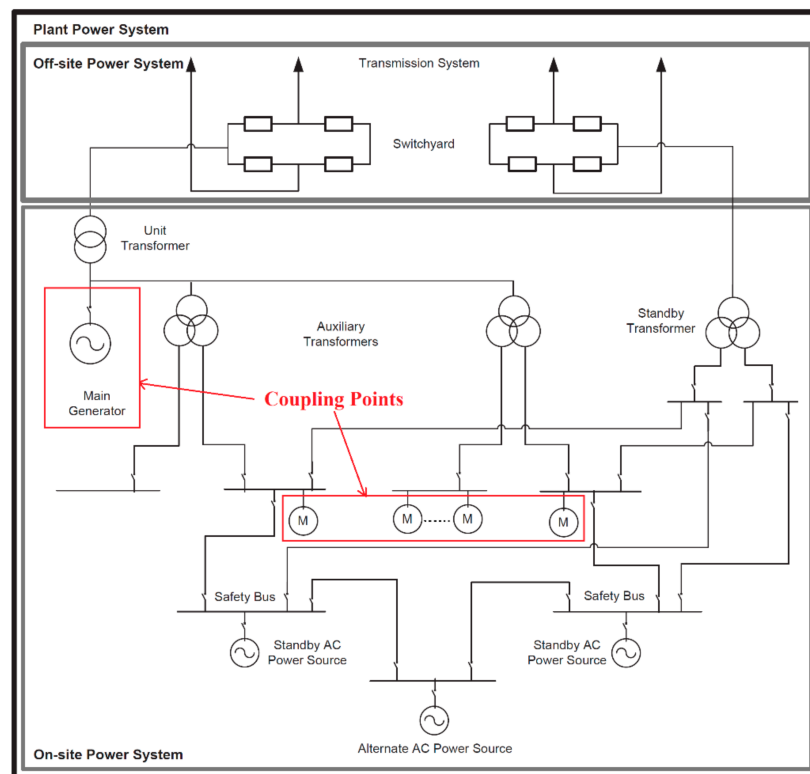 Plant Power System
Off-site Power System
Transmission System
Switchyard
Unit
Transformer
Auxiliary
Transformers
Standby
Transformer
Main
Generator
Coupling Points
M
M
M
M
Safety Bus
Safety Bus
Standby AC
Power Source
Standby AC
Power Source
Alternate AC Power Source
On-site Power System